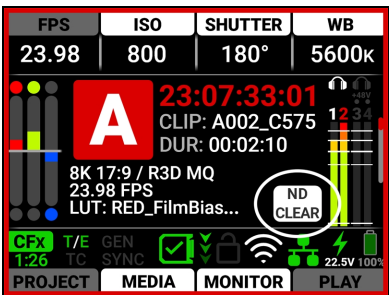 FPS ISO SHUTTER WB
23.98 800 180° 5600K
A
23:07:33:01
CLIP: A002_C575
DUR: 00:02:10
+48V
1 2 3 4
8K 17:9 / R3D MQ
23.98 FPS
LUT: RED_FilmBias...
ND
CLEAR
CFx T/E GEN
1:26 TC SYNC
22.5V 100%
PROJECT MEDIA MONITOR PLAY